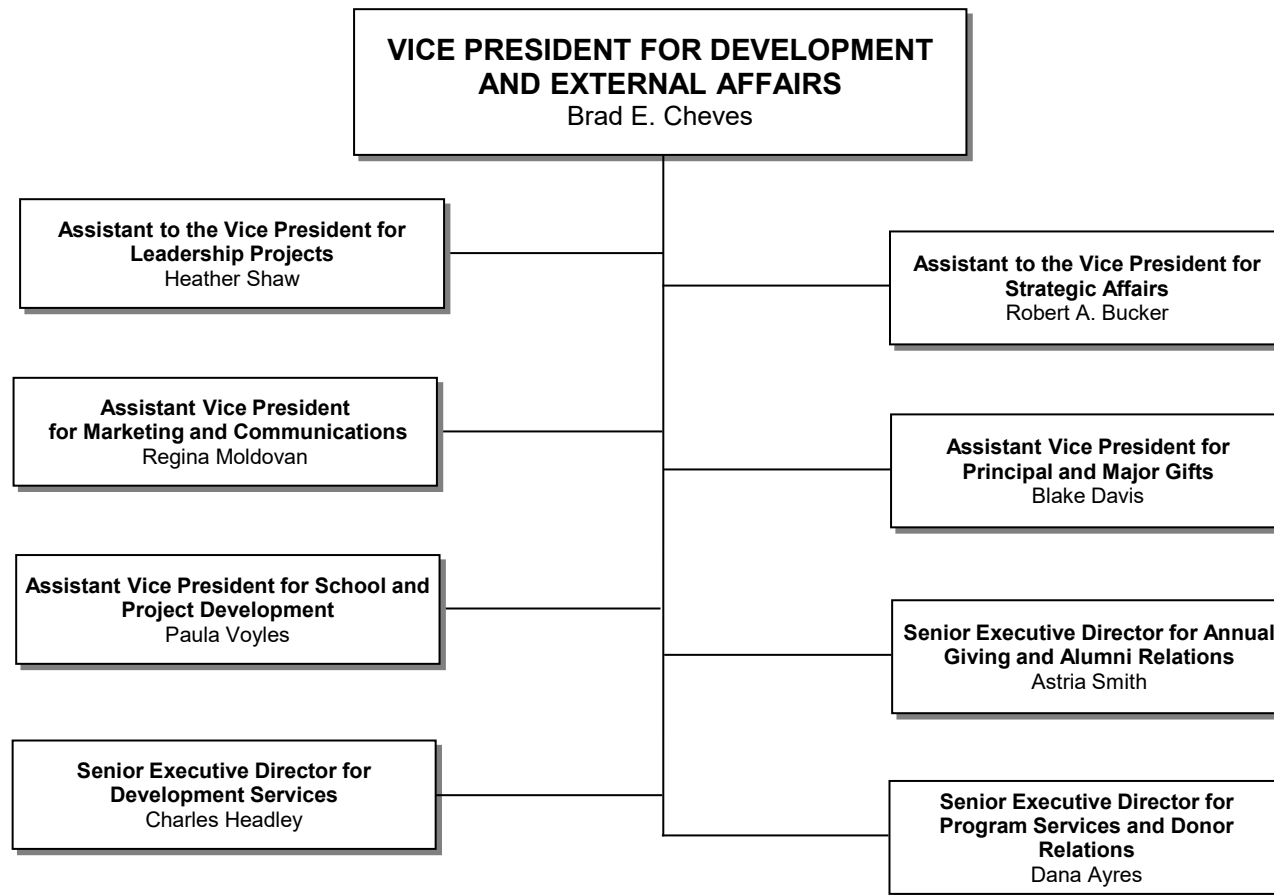 VICE PRESIDENT FOR DEVELOPMENT
AND EXTERNAL AFFAIRS
Brad E. Cheves
Assistant to the Vice President for
Leadership Projects
Heather Shaw
Assistant to the Vice President for
Strategic Affairs
Robert A. Bucker
Assistant Vice President
for Marketing and Communications
Regina Moldovan
Assistant Vice President for
Principal and Major Gifts
Blake Davis
Assistant Vice President for School and
Project Development
Paula Voyles
Senior Executive Director for Annual
Giving and Alumni Relations
Astria Smith
Senior Executive Director for
Development Services
Charles Headley
Senior Executive Director for
Program Services and Donor
Relations
Dana Ayres